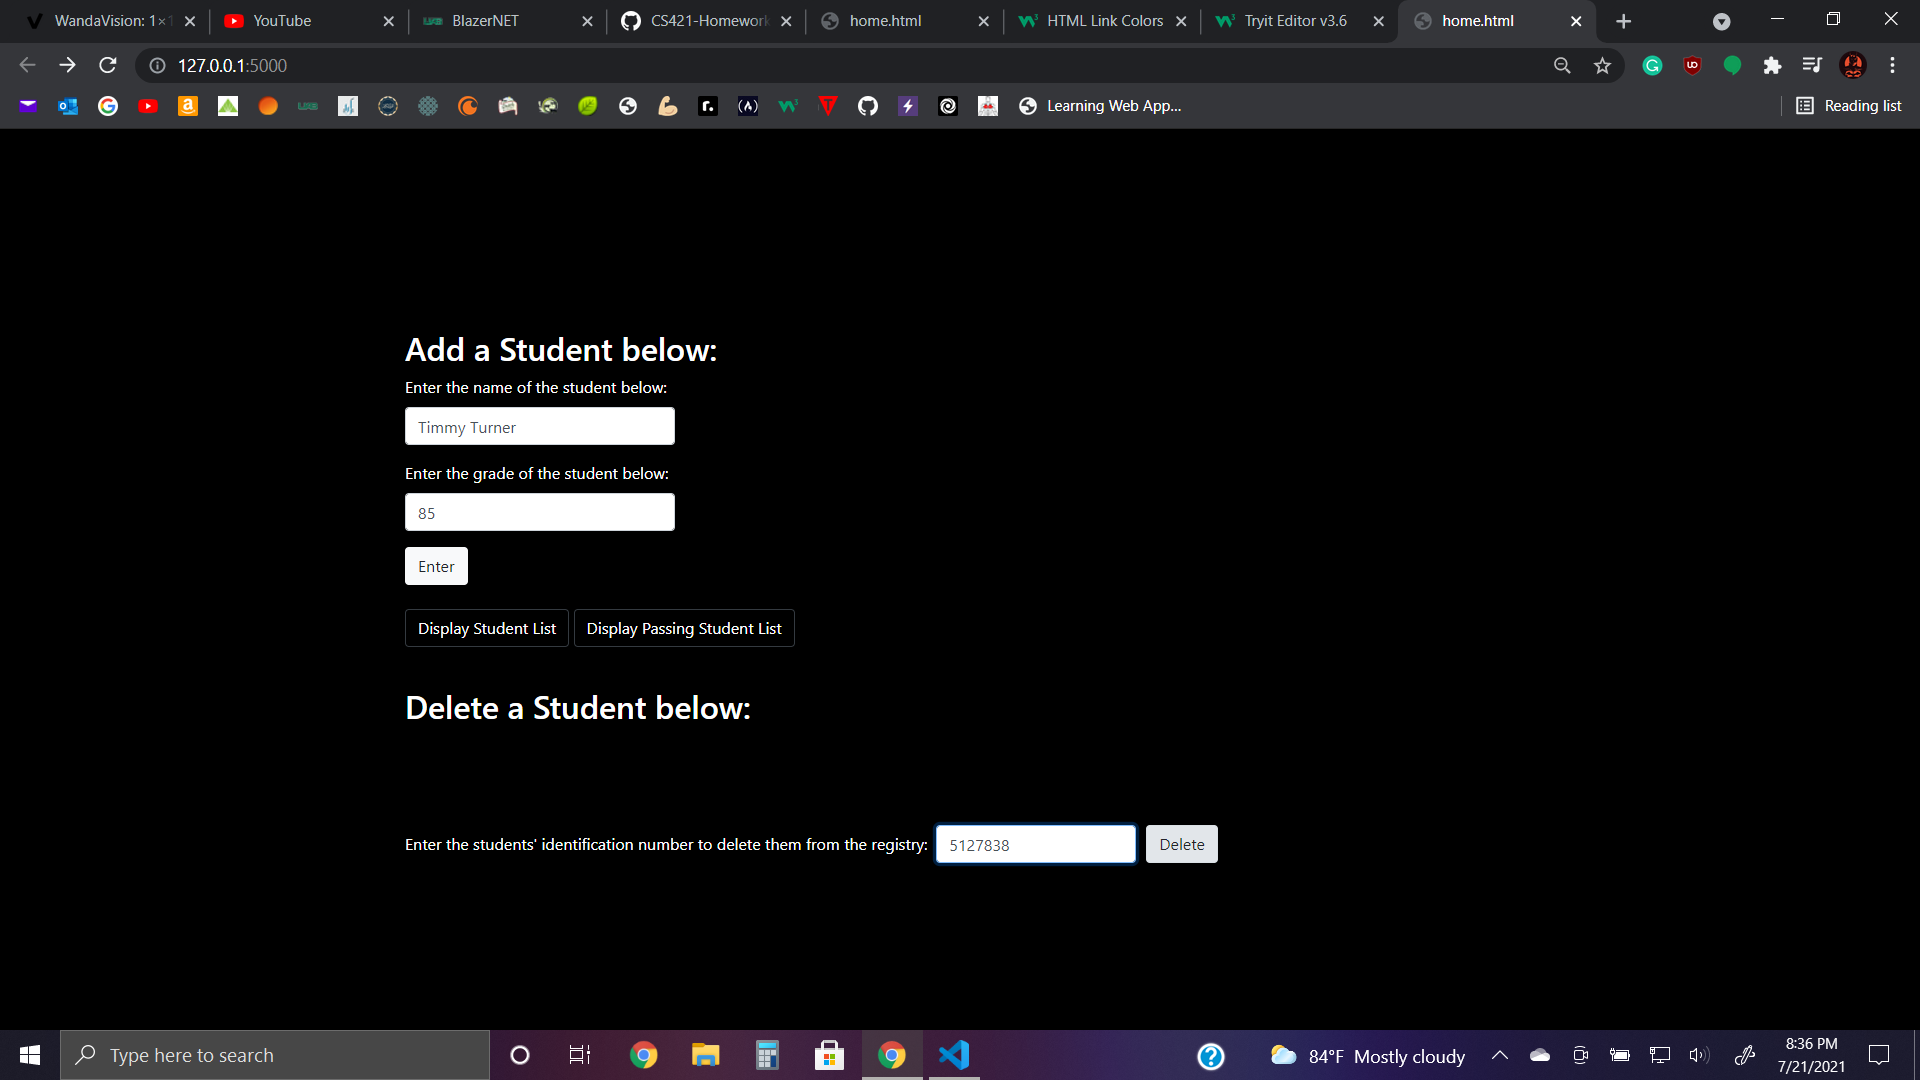 WandaVision: 1×1
YouTube
BlazerNET
CS421-Homework
home.html
HTML Link Colors
Tryit Editor v3.6
home.html
127.0.0.1:5000
Learning Web App...
Reading list
Add a Student below:
Enter the name of the student below:
Timmy Turner
Enter the grade of the student below:
85
Enter
Display Student List
Display Passing Student List
Delete a Student below:
Enter the students' identification number to delete them from the registry:
5127838
Delete
Type here to search
84°F Mostly cloudy
8:36 PM
7/21/2021